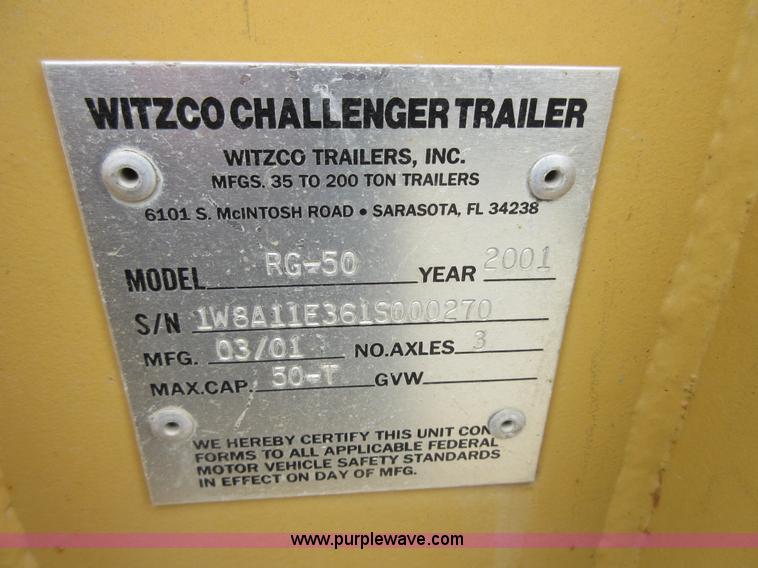 WITZCO CHALLENGER TRAILER
WITZCO TRAILERS, INC.
MFGS. 35 TO 200 TON TRAILERS
6101 S. McINTOSH ROAD • SARASOTA, FL 34238
MODEL RG-50 YEAR 2001
S/N 1W8A11E361S000270
MFG. 03/01 NO.AXLES 3
MAX.CAP. 50-T GVW
WE HEREBY CERTIFY THIS UNIT CON
FORMS TO ALL APPLICABLE FEDERAL
MOTOR VEHICLE SAFETY STANDARDS
IN EFFECT ON DAY OF MFG.
www.purplewave.com